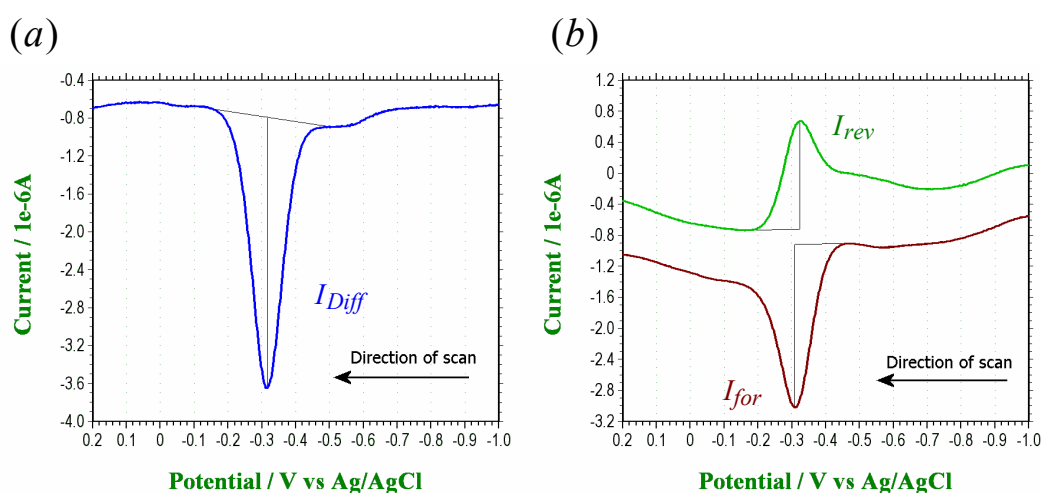 (a)
-0.4
-0.8
-1.2
-1.6
-2.0
-2.4
-2.8
-3.2
-3.6
-4.0
Current / 1e-6A
I_Diff
Direction of scan
0.2 0.1 0 -0.1 -0.2 -0.3 -0.4 -0.5 -0.6 -0.7 -0.8 -0.9 -1.0
Potential / V vs Ag/AgCl
(b)
1.2
0.8
0.4
0
-0.4
-0.8
-1.2
-1.6
-2.0
-2.4
-2.8
-3.2
Current / 1e-6A
I_rev
I_for
Direction of scan
0.2 0.1 0 -0.1 -0.2 -0.3 -0.4 -0.5 -0.6 -0.7 -0.8 -0.9 -1.0
Potential / V vs Ag/AgCl